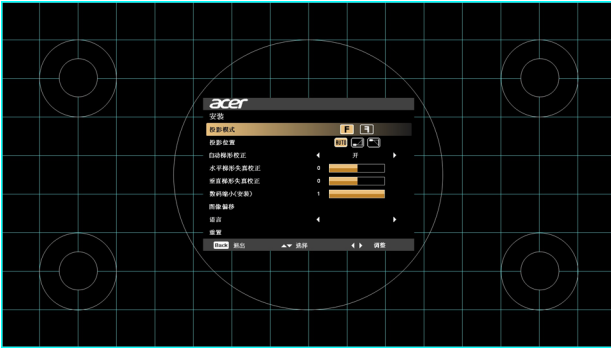 acer
安装
投影模式
投影位置 AUTO
自动梯形校正 开
水平梯形失真校正 0
垂直梯形失真校正 0
数码缩小(安装) 1
图像偏移
语言
重置
Back 退出 选择 调整